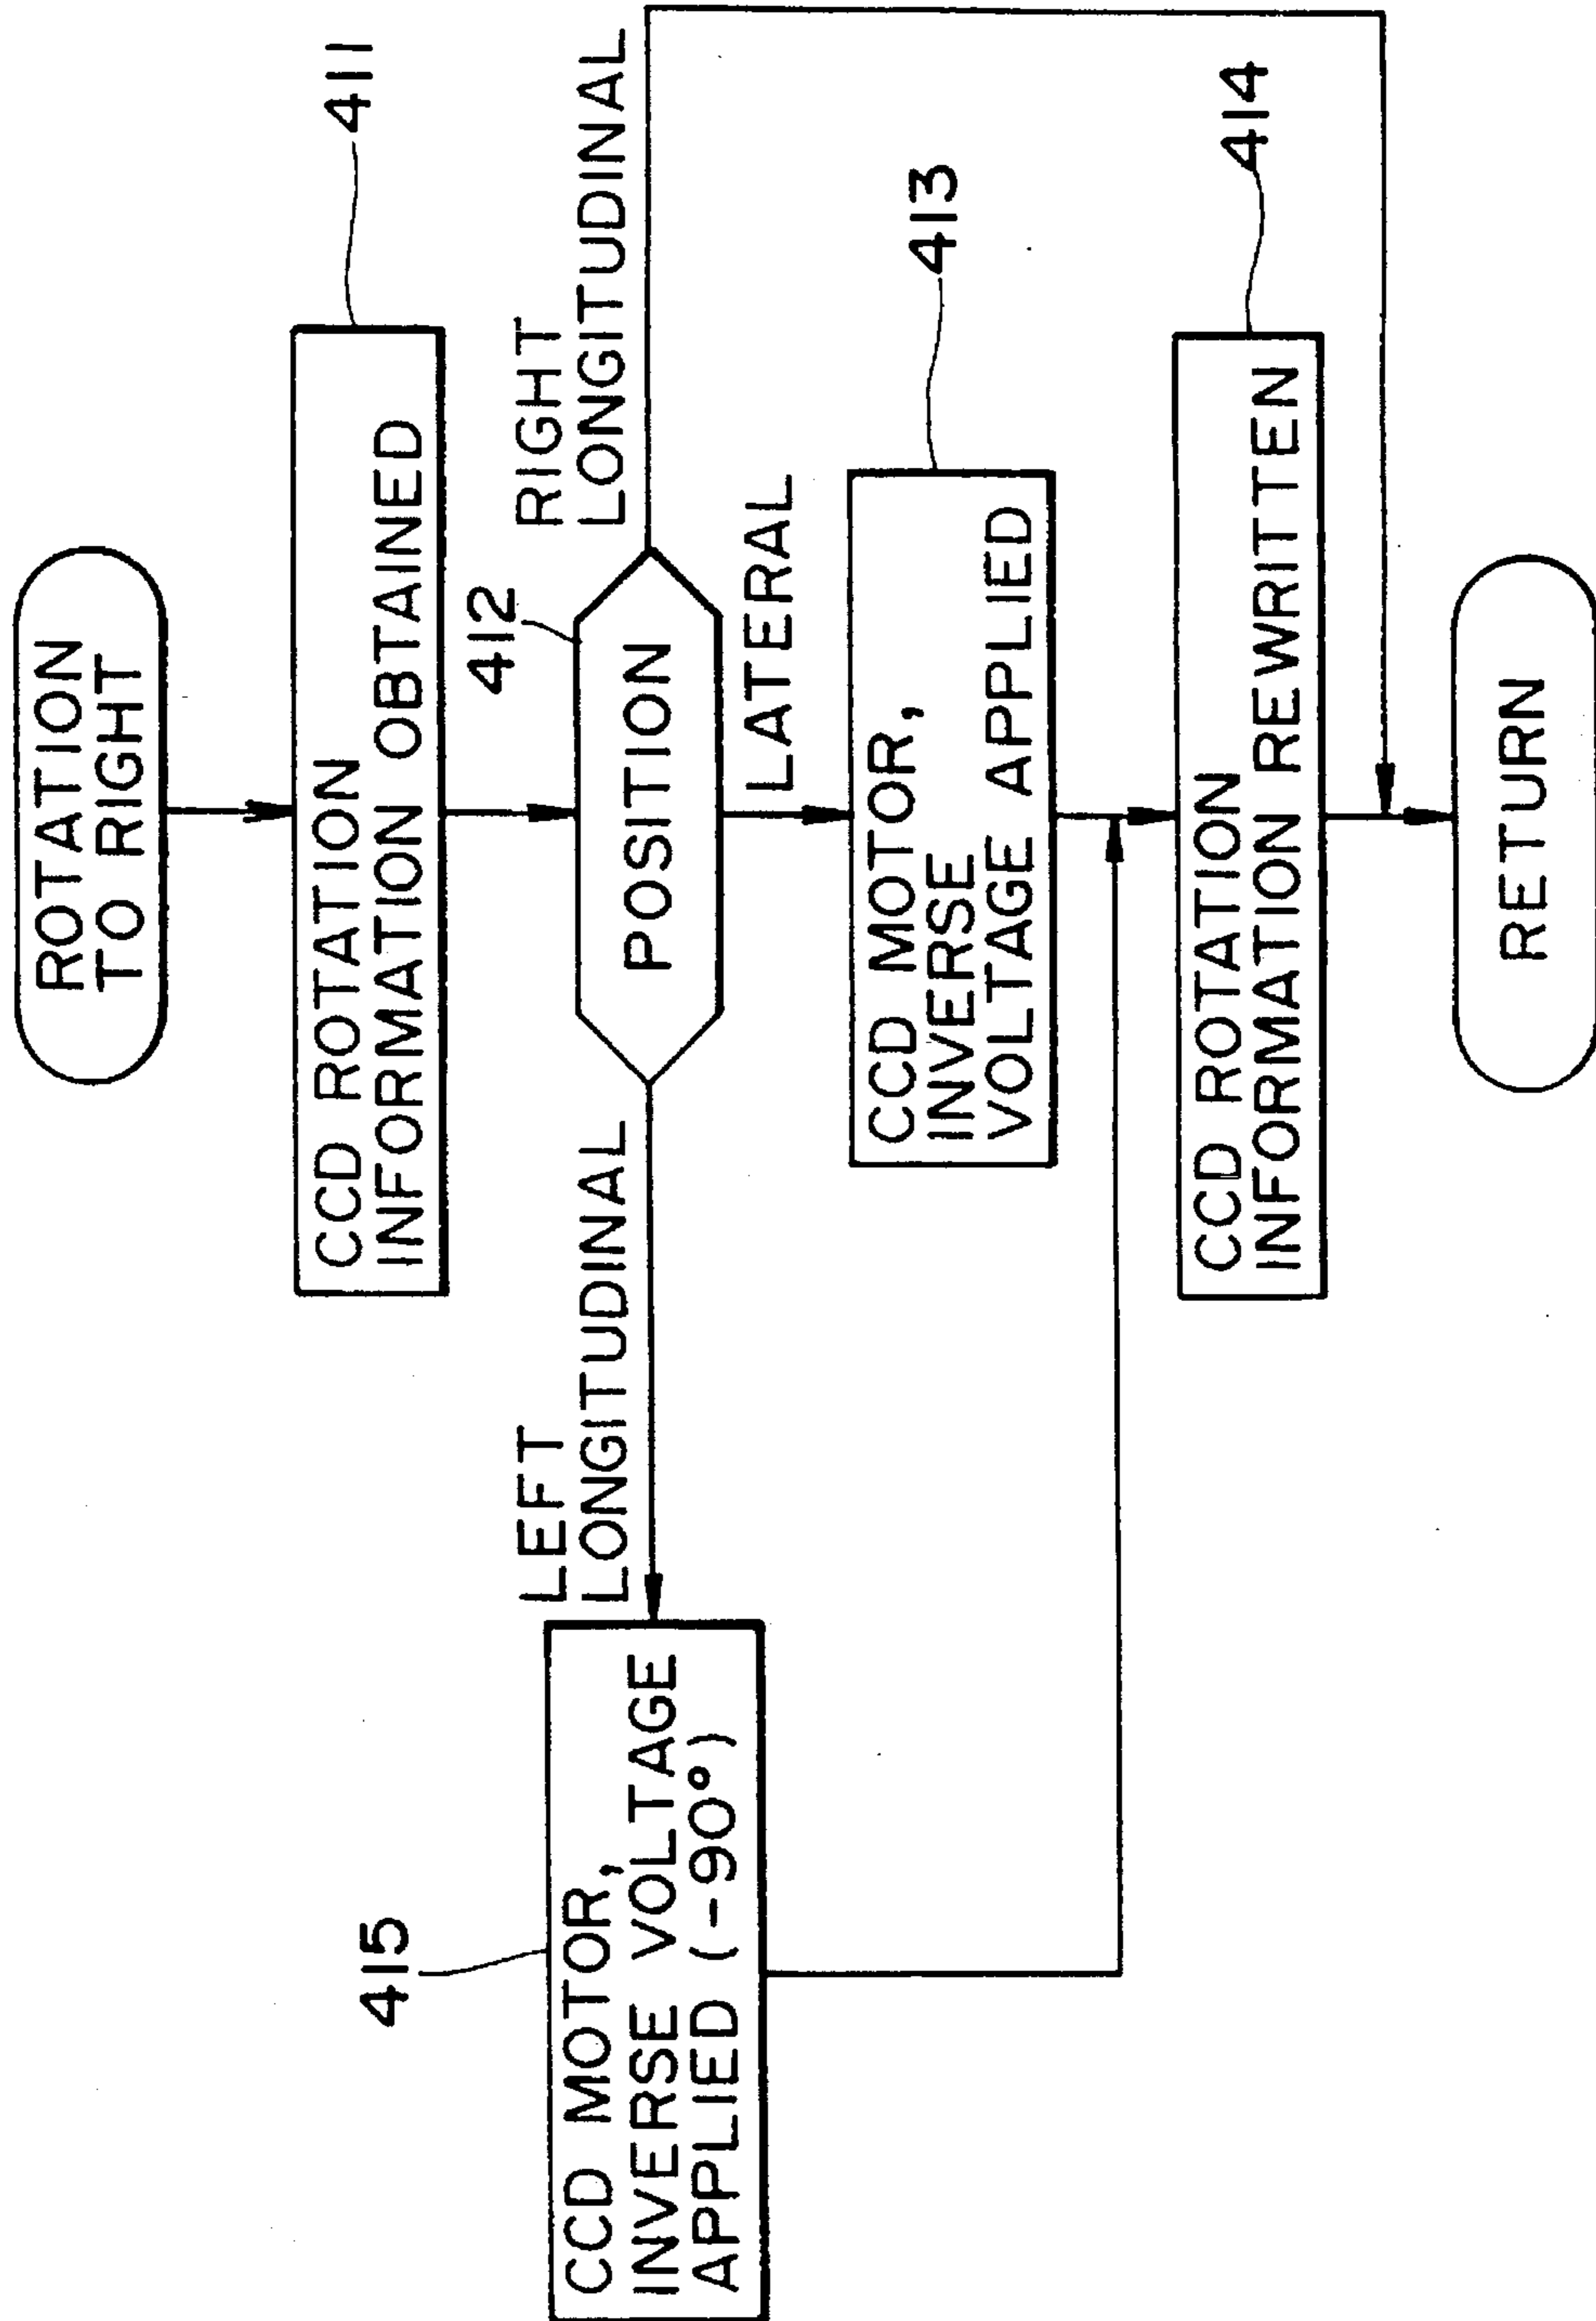 ROTATION
TO RIGHT
411
CCD ROTATION
INFORMATION OBTAINED
412
POSITION
RIGHT
LONGITUDINAL
LEFT
LONGITUDINAL
LATERAL
415
CCD MOTOR,
INVERSE VOLTAGE
APPLIED (-90°)
413
CCD MOTOR,
INVERSE
VOLTAGE APPLIED
414
CCD ROTATION
INFORMATION REWRITTEN
RETURN